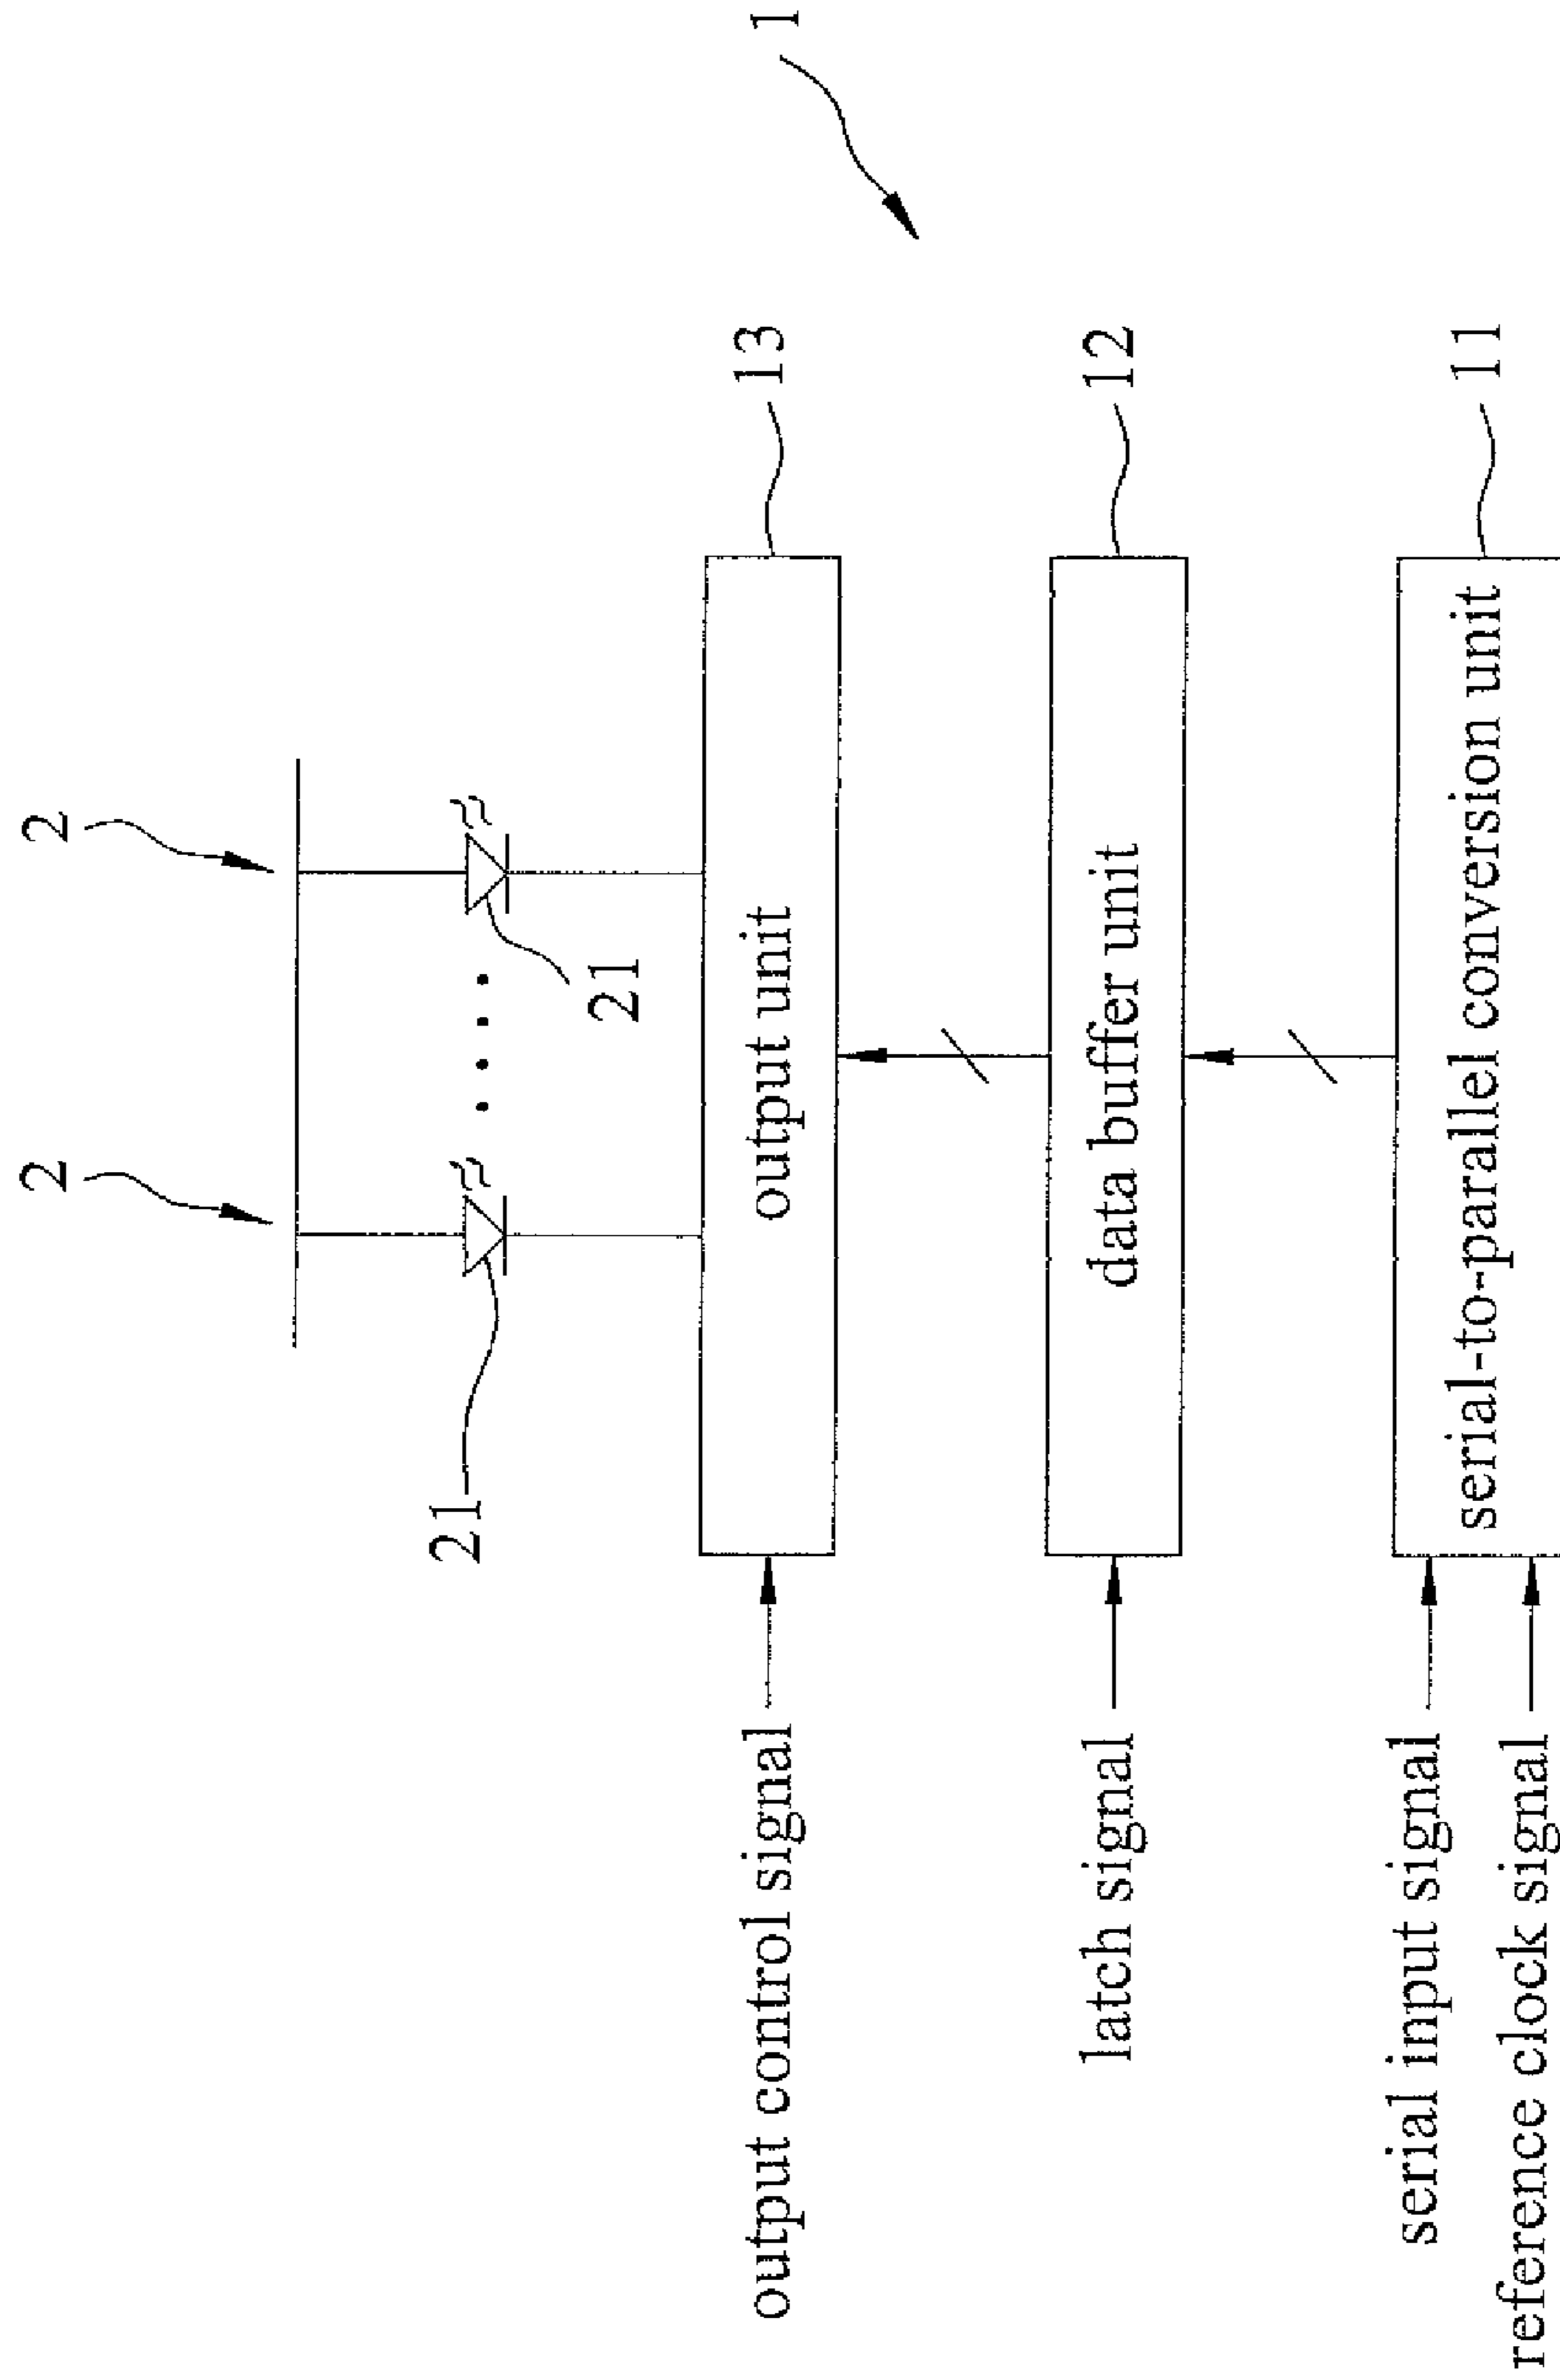 2
2
1
21
21
output control signal
output unit
13
latch signal
data buffer unit
12
serial input signal
reference clock signal
serial-to-parallel conversion unit
11